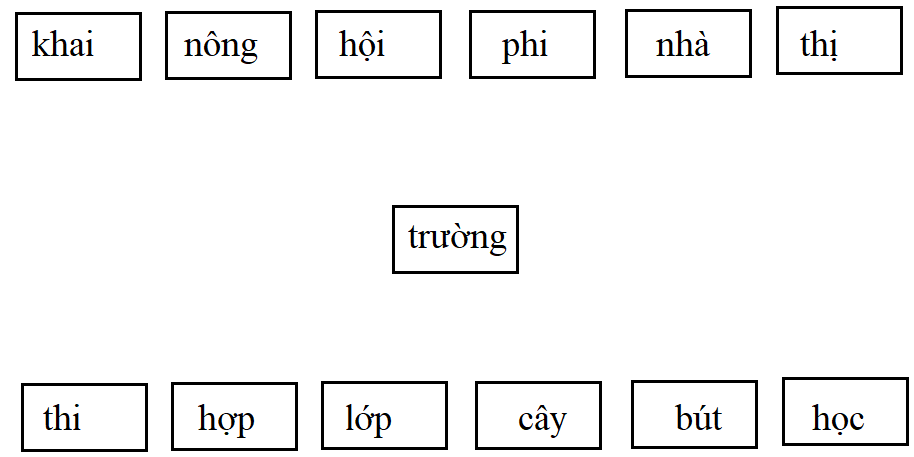 khai nông hội phi nhà thị
trường
thi hợp lớp cây bút học